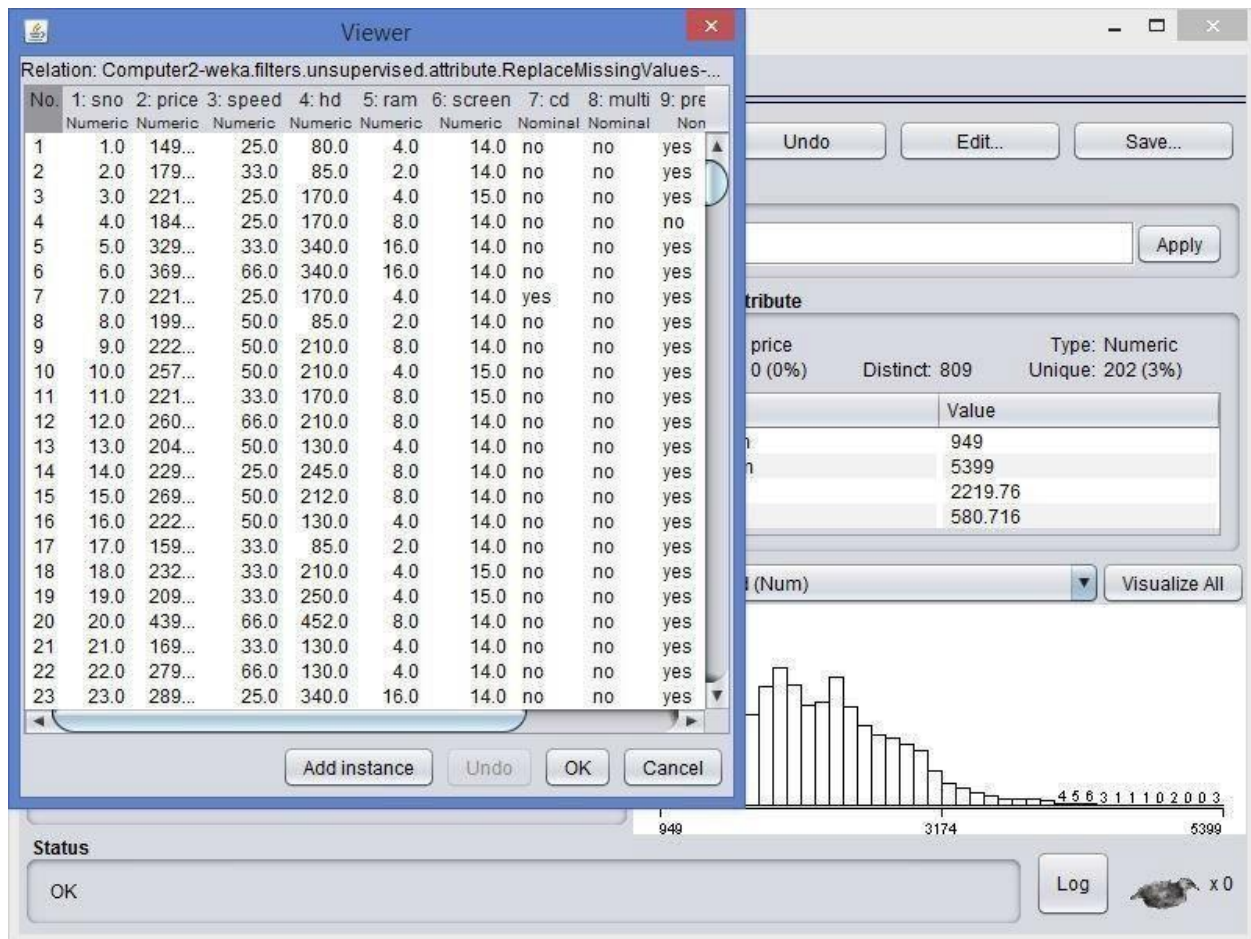 Viewer
Relation: Computer2-weka.filters.unsupervised.attribute.ReplaceMissingValues-...
No. 1: sno 2: price 3: speed 4: hd 5: ram 6: screen 7: cd 8: multi 9: pre
Numeric Numeric Numeric Numeric Numeric Numeric Nominal Nominal Non
1 1.0 149... 25.0 80.0 4.0 14.0 no no yes
2 2.0 179... 33.0 85.0 2.0 14.0 no no yes
3 3.0 221... 25.0 170.0 4.0 15.0 no no yes
4 4.0 184... 25.0 170.0 8.0 14.0 no no no
5 5.0 329... 33.0 340.0 16.0 14.0 no no yes
6 6.0 369... 66.0 340.0 16.0 14.0 no no yes
7 7.0 221... 25.0 170.0 4.0 14.0 yes no yes
8 8.0 199... 50.0 85.0 2.0 14.0 no no yes
9 9.0 222... 50.0 210.0 8.0 14.0 no no yes
10 10.0 257... 50.0 210.0 4.0 15.0 no no yes
11 11.0 221... 33.0 170.0 8.0 15.0 no no yes
12 12.0 260... 66.0 210.0 8.0 14.0 no no yes
13 13.0 204... 50.0 130.0 4.0 14.0 no no yes
14 14.0 229... 25.0 245.0 8.0 14.0 no no yes
15 15.0 269... 50.0 212.0 8.0 14.0 no no yes
16 16.0 222... 50.0 130.0 4.0 14.0 no no yes
17 17.0 159... 33.0 85.0 2.0 14.0 no no yes
18 18.0 232... 33.0 210.0 4.0 15.0 no no yes
19 19.0 209... 33.0 250.0 4.0 15.0 no no yes
20 20.0 439... 66.0 452.0 8.0 14.0 no no yes
21 21.0 169... 33.0 130.0 4.0 14.0 no no yes
22 22.0 279... 66.0 130.0 4.0 14.0 no no yes
23 23.0 289... 25.0 340.0 16.0 14.0 no no yes
Add instance Undo OK Cancel
Undo Edit... Save...
Apply
tribute
price Type: Numeric
0 (0%) Distinct: 809 Unique: 202 (3%)
Value
949
5399
2219.76
580.716
(Num) Visualize All
4 5 6 3 1 1 1 0 2 0 0 3
949 3174 5399
Status
OK
Log x 0